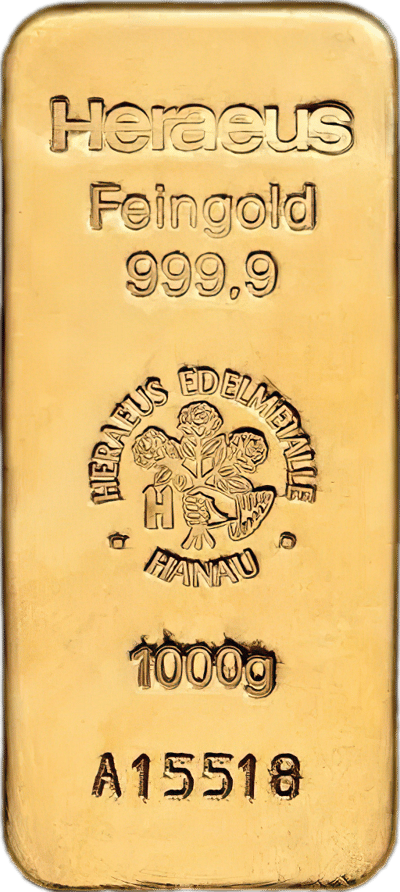 Heraeus
Feingold
999,9
HERAEUS EDELMETALLE
H
HANAU
1000g
A15518